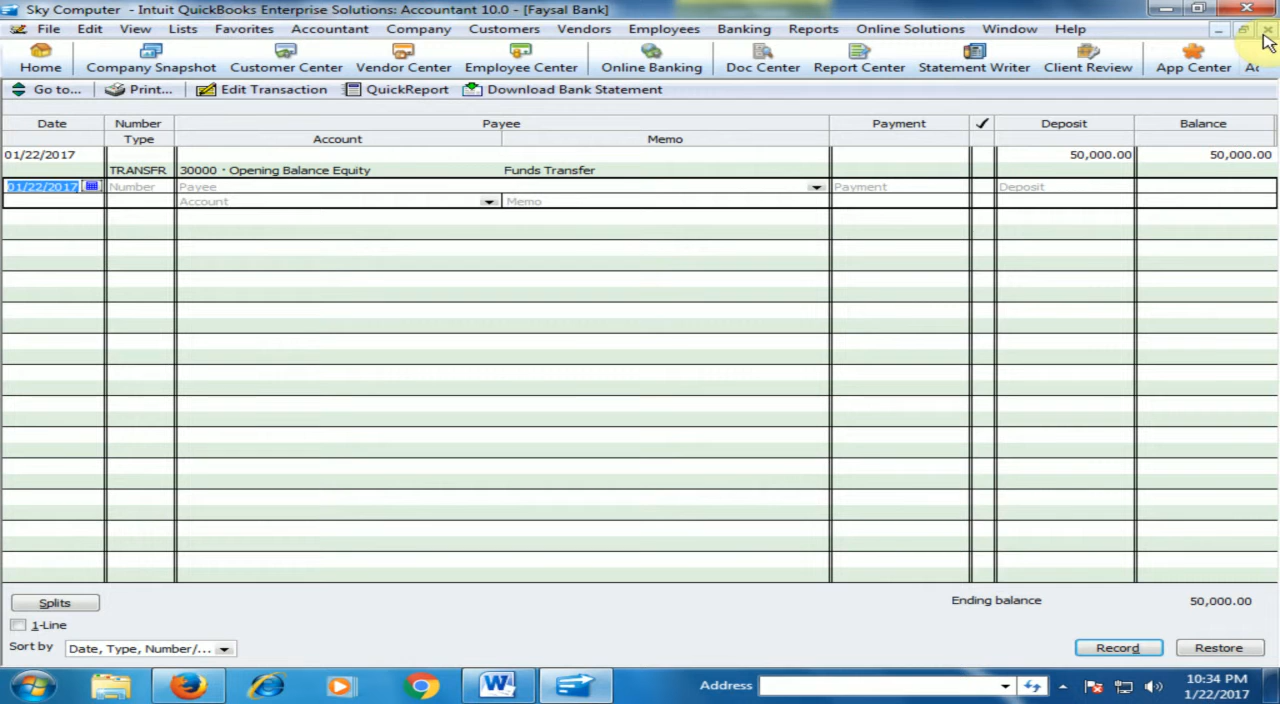 Sky Computer - Intuit QuickBooks Enterprise Solutions: Accountant 10.0 - [Faysal Bank]
File Edit View Lists Favorites Accountant Company Customers Vendors Employees Banking Reports Online Solutions Window Help
Home Company Snapshot Customer Center Vendor Center Employee Center Online Banking Doc Center Report Center Statement Writer Client Review App Center
Go to... Print... Edit Transaction QuickReport Download Bank Statement
Date Number Payee Payment ✓ Deposit Balance
Type Account Memo
01/22/2017 50,000.00 50,000.00
TRANSFR 30000 · Opening Balance Equity Funds Transfer
01/22/2017 Number Payee Payment Deposit
Account Memo
Splits Ending balance 50,000.00
1-Line
Sort by Date, Type, Number/... Record Restore
Address 10:34 PM
1/22/2017